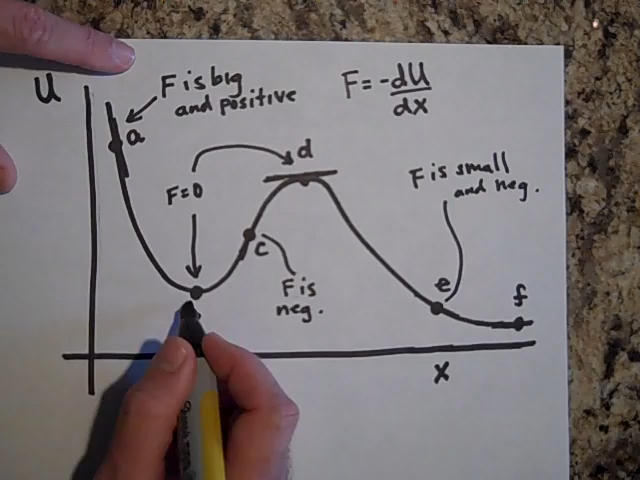 U
F is big
and positive
F = -dU/dx
a
d
F=0
F is small
and neg.
c
F is
neg.
e
f
x